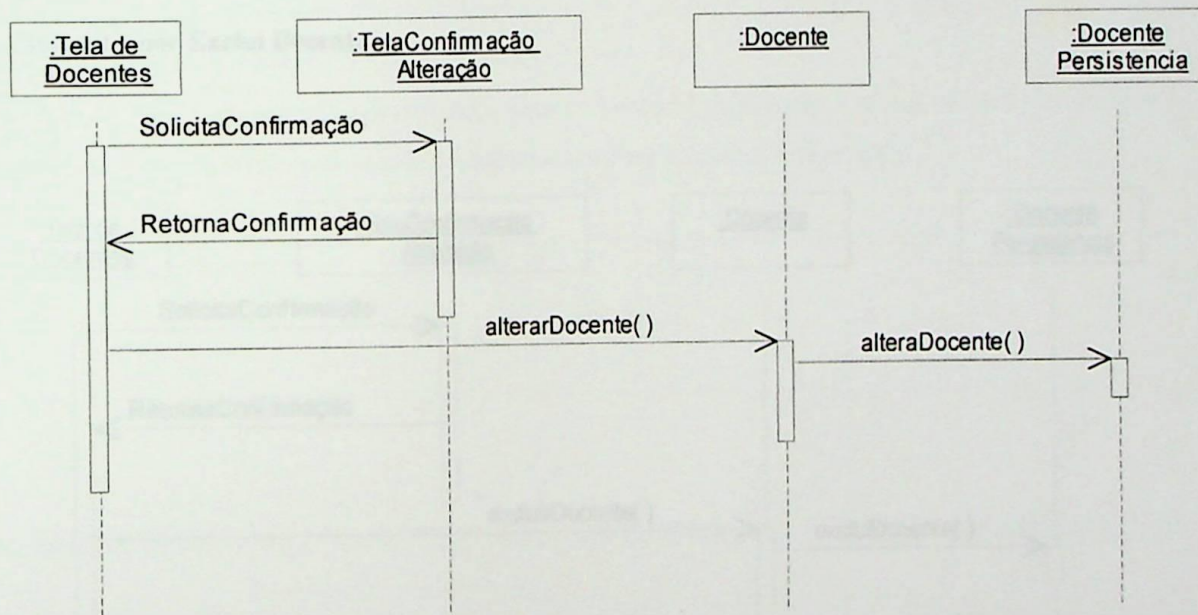 :Tela de
Docentes
:TelaConfirmação
Alteração
:Docente
:Docente
Persistencia
SolicitaConfirmação
RetornaConfirmação
alterarDocente( )
alteraDocente( )